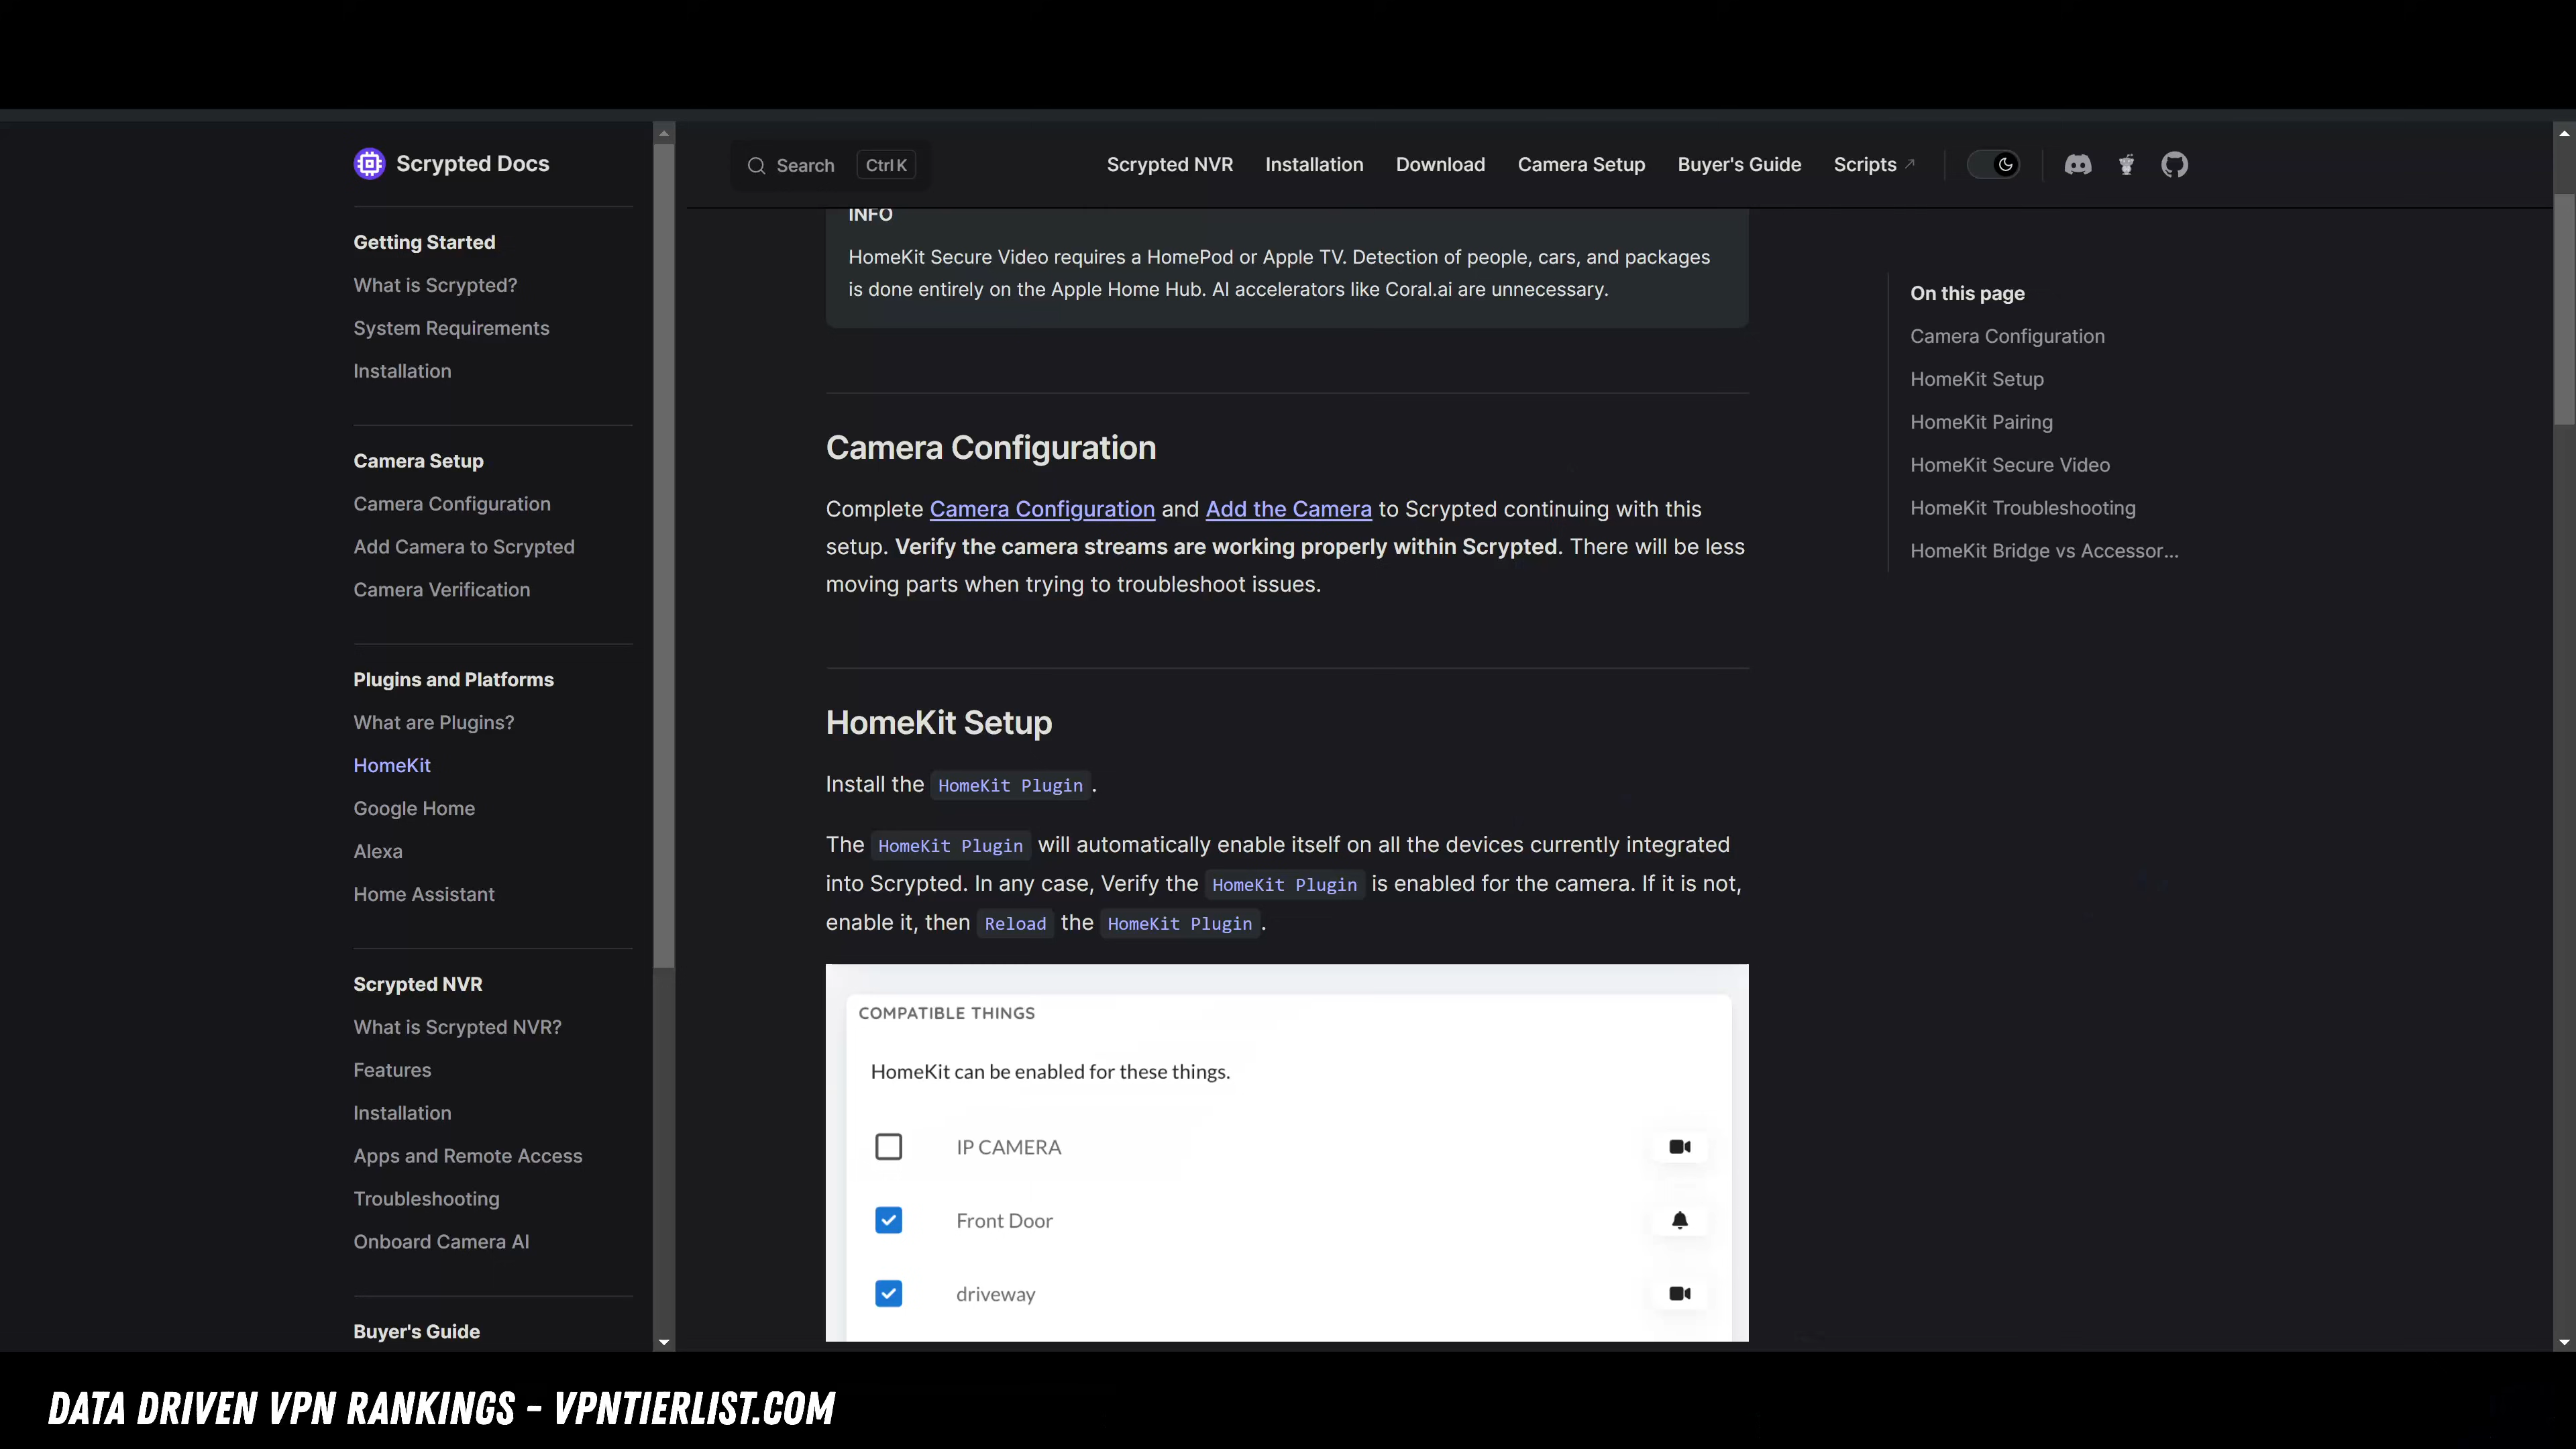 Scrypted Docs
Search
Ctrl K
Scrypted NVR
Installation
Download
Camera Setup
Buyer's Guide
Scripts
Getting Started
What is Scrypted?
System Requirements
Installation
Camera Setup
Camera Configuration
Add Camera to Scrypted
Camera Verification
Plugins and Platforms
What are Plugins?
HomeKit
Google Home
Alexa
Home Assistant
Scrypted NVR
What is Scrypted NVR?
Features
Installation
Apps and Remote Access
Troubleshooting
Onboard Camera AI
Buyer's Guide
INFO
HomeKit Secure Video requires a HomePod or Apple TV. Detection of people, cars, and packages
is done entirely on the Apple Home Hub. AI accelerators like Coral.ai are unnecessary.
Camera Configuration
Complete Camera Configuration and Add the Camera to Scrypted continuing with this
setup. Verify the camera streams are working properly within Scrypted. There will be less
moving parts when trying to troubleshoot issues.
HomeKit Setup
Install the HomeKit Plugin.
The HomeKit Plugin will automatically enable itself on all the devices currently integrated
into Scrypted. In any case, Verify the HomeKit Plugin is enabled for the camera. If it is not,
enable it, then Reload the HomeKit Plugin.
COMPATIBLE THINGS
HomeKit can be enabled for these things.
IP CAMERA
Front Door
driveway
On this page
Camera Configuration
HomeKit Setup
HomeKit Pairing
HomeKit Secure Video
HomeKit Troubleshooting
HomeKit Bridge vs Accessor...
DATA DRIVEN VPN RANKINGS - VPNTIERLIST.COM